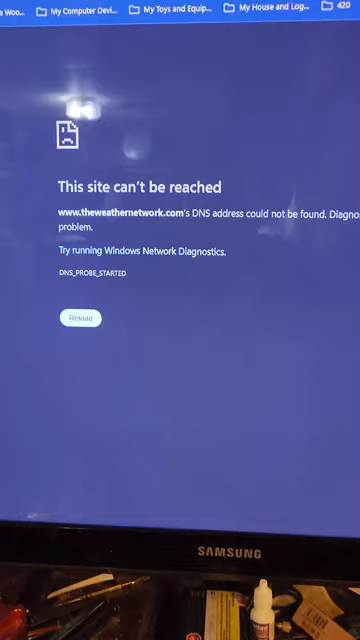 My Computer Devi... My Toys and Equip... My House and Log... 420
This site can't be reached
www.theweathernetwork.com's DNS address could not be found.
problem.
Try running Windows Network Diagnostics.
DNS_PROBE_STARTED
Reload
SAMSUNG